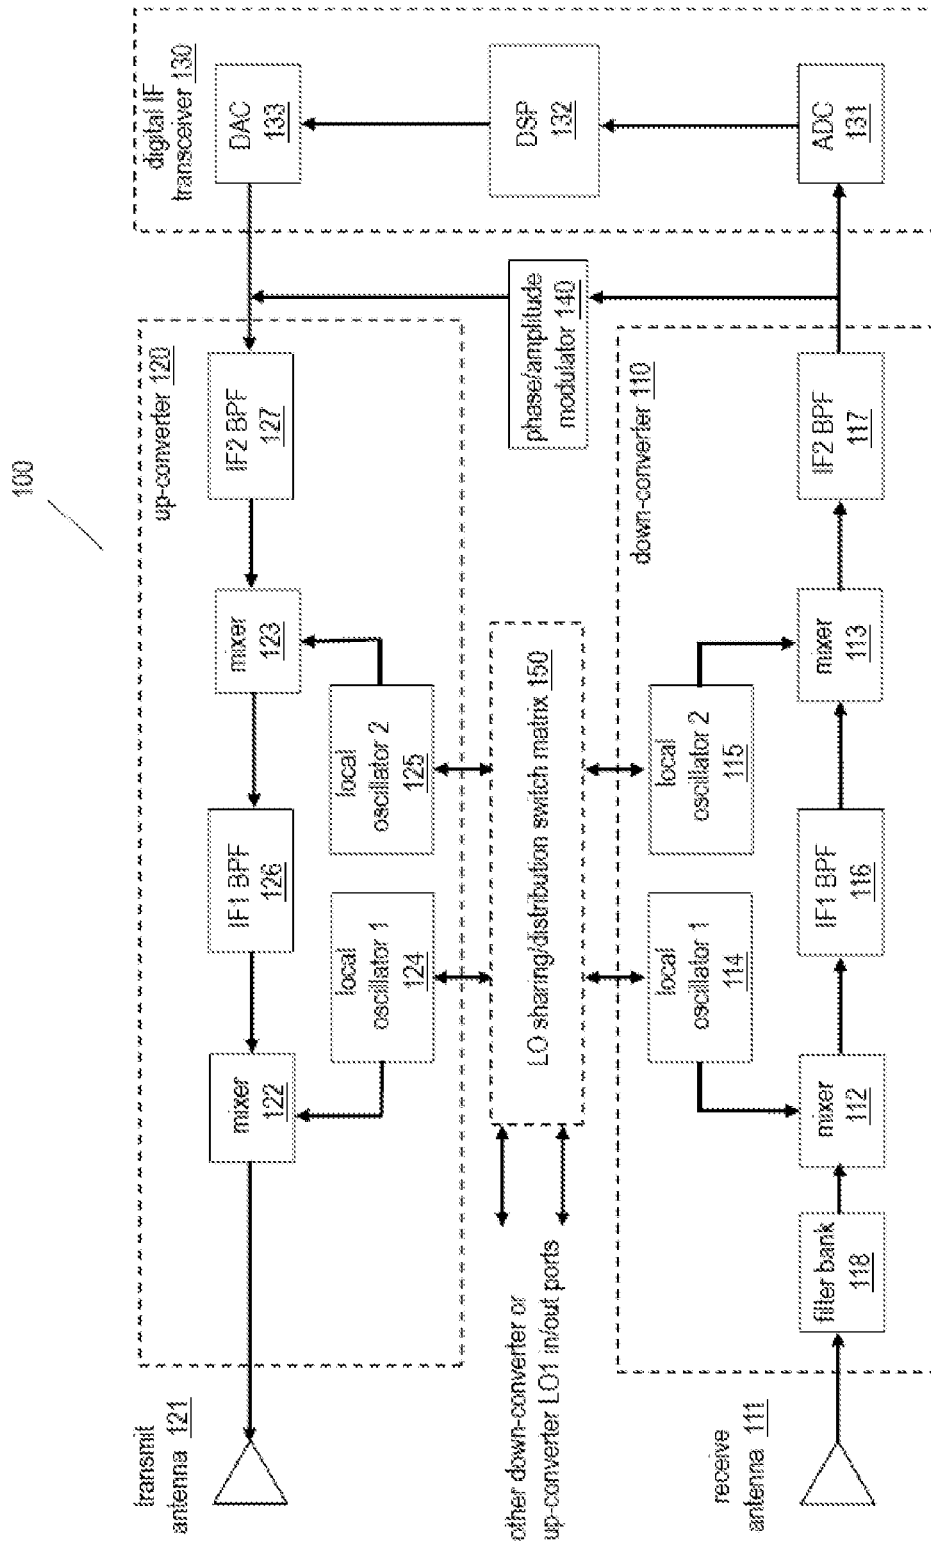 100
transmit
antenna 121
up-converter 120
mixer
122
IF1 BPF
126
mixer
123
IF2 BPF
127
local
oscillator 1
124
local
oscillator 2
125
digital IF
transceiver 130
DAC
133
DSP
132
ADC
131
phase/amplitude
modulator 140
other down-converter or
up-converter LO1 in/out ports
LO sharing/distribution switch matrix 150
receive
antenna 111
down-converter 110
local
oscillator 1
114
local
oscillator 2
115
filter bank
118
mixer
112
IF1 BPF
116
mixer
113
IF2 BPF
117